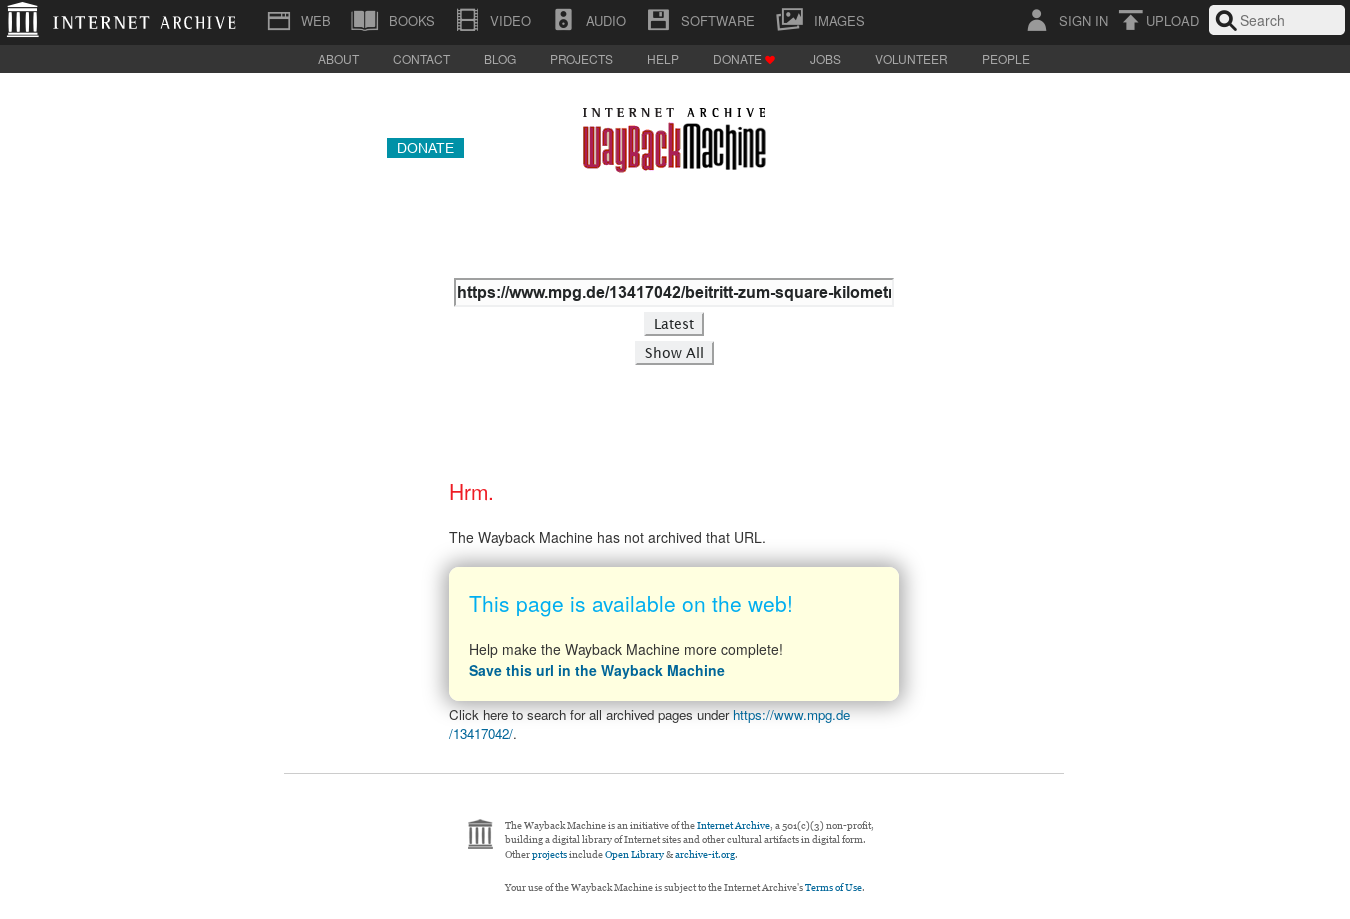 INTERNET ARCHIVE WEB BOOKS VIDEO AUDIO SOFTWARE IMAGES SIGN IN UPLOAD Search
ABOUT CONTACT BLOG PROJECTS HELP DONATE JOBS VOLUNTEER PEOPLE
INTERNET ARCHIVE
WayBackMachine
DONATE
https://www.mpg.de/13417042/beitritt-zum-square-kilometr
Latest
Show All
Hrm.
The Wayback Machine has not archived that URL.
This page is available on the web!
Help make the Wayback Machine more complete!
Save this url in the Wayback Machine
Click here to search for all archived pages under https://www.mpg.de
/13417042/.
The Wayback Machine is an initiative of the Internet Archive, a 501(c)(3) non-profit,
building a digital library of Internet sites and other cultural artifacts in digital form.
Other projects include Open Library & archive-it.org.
Your use of the Wayback Machine is subject to the Internet Archive's Terms of Use.